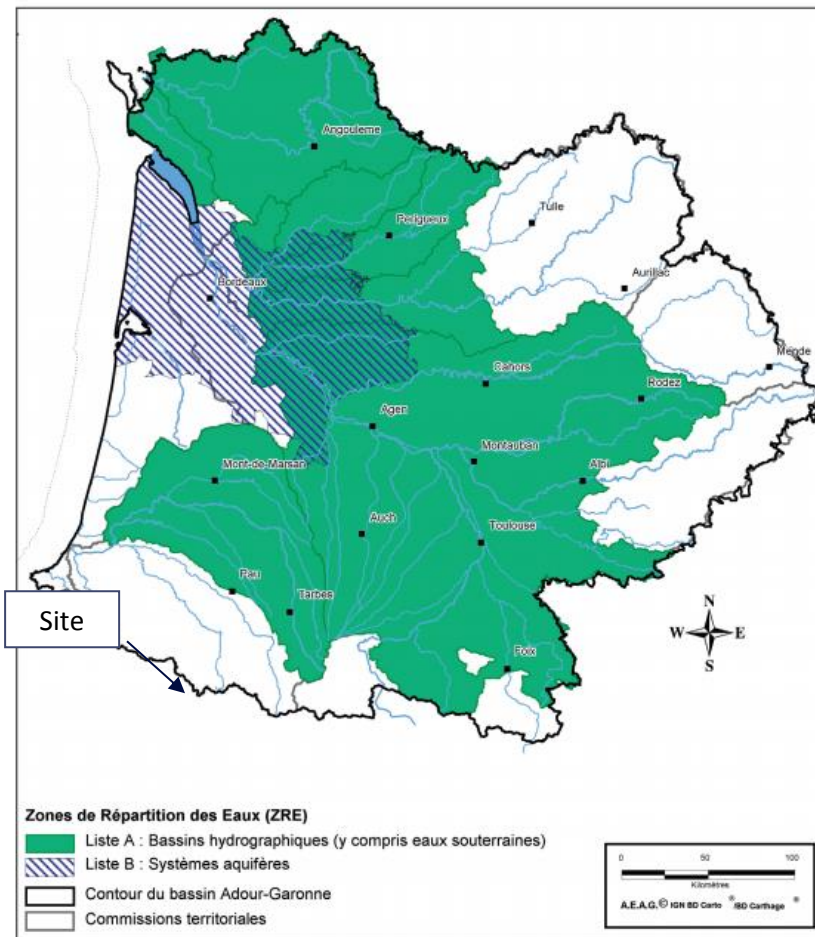 Angouleme
Périgueux
Tulle
Bordeaux
Aurillac
Mende
Cahors
Rodez
Agen
Montauban
Mont-de-Marsan
Albi
Auch
Toulouse
Pau
Tarbes
Site
Foix
N
W E
S
Zones de Répartition des Eaux (ZRE)
Liste A : Bassins hydrographiques (y compris eaux souterraines)
Liste B : Systèmes aquifères
Contour du bassin Adour-Garonne
Commissions territoriales
0 50 100
Kilomètres
A.E.A.G.© IGN BD Carto ® /BD Carthage ®